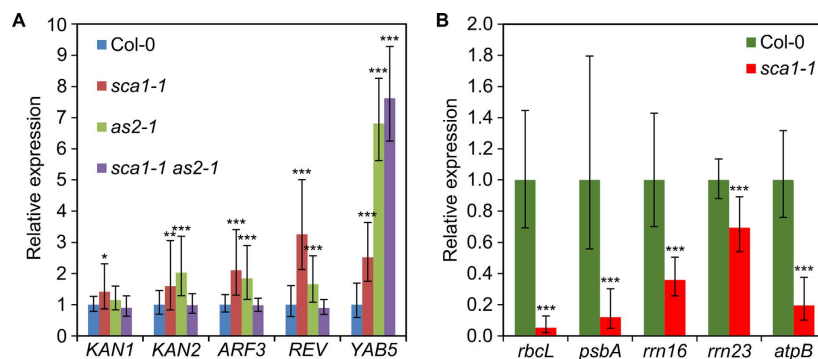 A
Relative expression
10
9
8
7
6
5
4
3
2
1
0
Col-0
sca1-1
as2-1
sca1-1 as2-1
*
** ***
*** ***
*** ***
*** *** ***
KAN1 KAN2 ARF3 REV YAB5
B
Relative expression
2.0
1.8
1.6
1.4
1.2
1.0
0.8
0.6
0.4
0.2
0.0
Col-0
sca1-1
***
***
***
***
***
rbcL psbA rrn16 rrn23 atpB